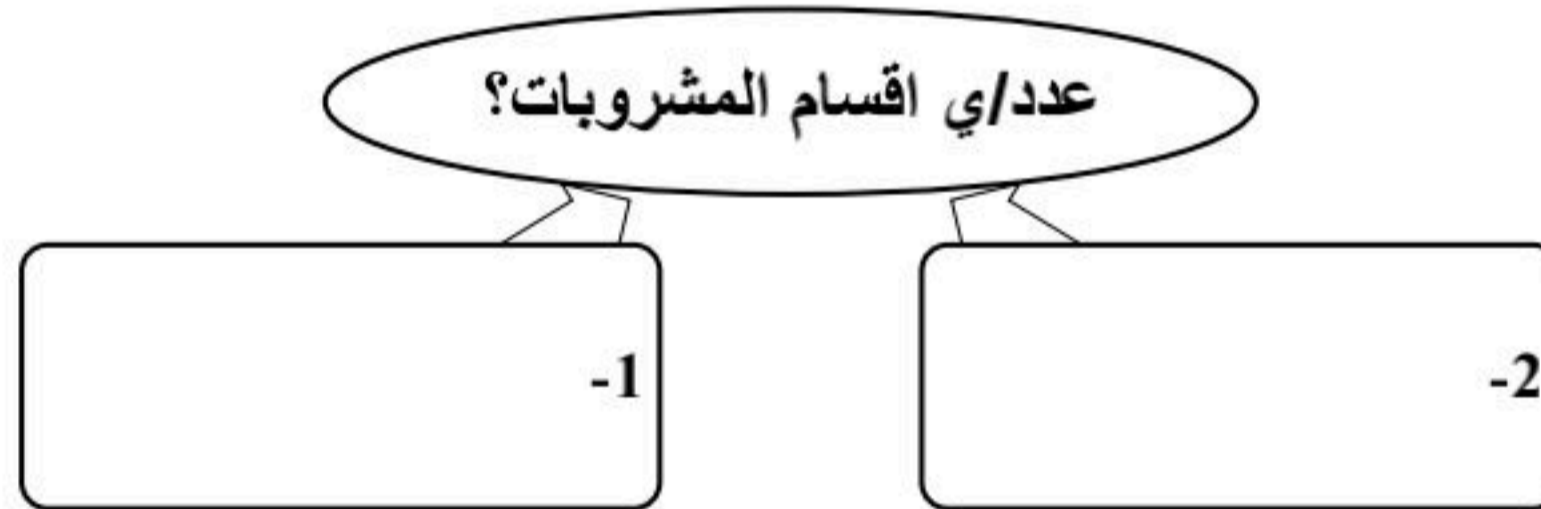 عدد/ي اقسام المشروبات؟
1-
2-